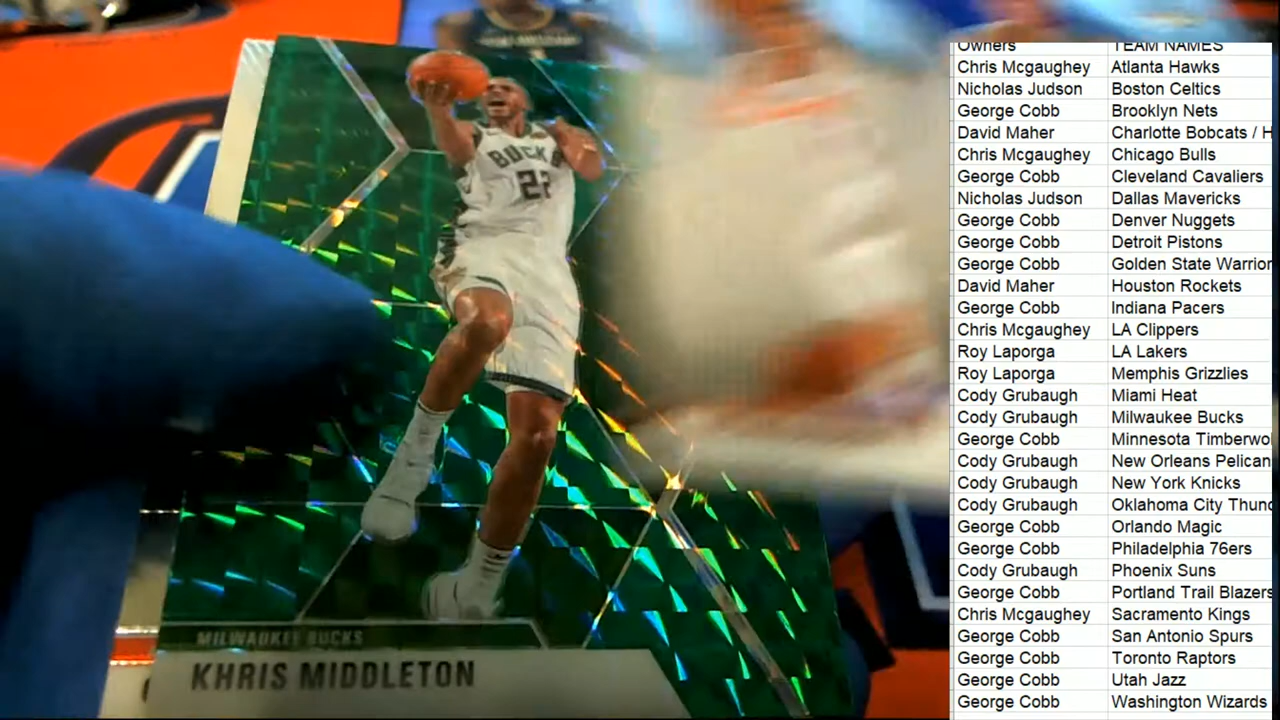 BUCKS
22
MILWAUKEE BUCKS
KHRIS MIDDLETON
Owners TEAM NAMES
Chris Mcgaughey Atlanta Hawks
Nicholas Judson Boston Celtics
George Cobb Brooklyn Nets
David Maher Charlotte Bobcats / H
Chris Mcgaughey Chicago Bulls
George Cobb Cleveland Cavaliers
Nicholas Judson Dallas Mavericks
George Cobb Denver Nuggets
George Cobb Detroit Pistons
George Cobb Golden State Warrior
David Maher Houston Rockets
George Cobb Indiana Pacers
Chris Mcgaughey LA Clippers
Roy Laporga LA Lakers
Roy Laporga Memphis Grizzlies
Cody Grubaugh Miami Heat
Cody Grubaugh Milwaukee Bucks
George Cobb Minnesota Timberwol
Cody Grubaugh New Orleans Pelican
Cody Grubaugh New York Knicks
Cody Grubaugh Oklahoma City Thund
George Cobb Orlando Magic
George Cobb Philadelphia 76ers
Cody Grubaugh Phoenix Suns
George Cobb Portland Trail Blazers
Chris Mcgaughey Sacramento Kings
George Cobb San Antonio Spurs
George Cobb Toronto Raptors
George Cobb Utah Jazz
George Cobb Washington Wizards